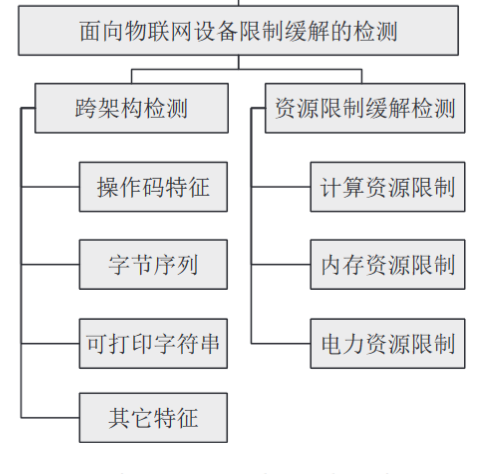 面向物联网设备限制缓解的检测
跨架构检测
资源限制缓解检测
操作码特征
计算资源限制
字节序列
内存资源限制
可打印字符串
电力资源限制
其它特征